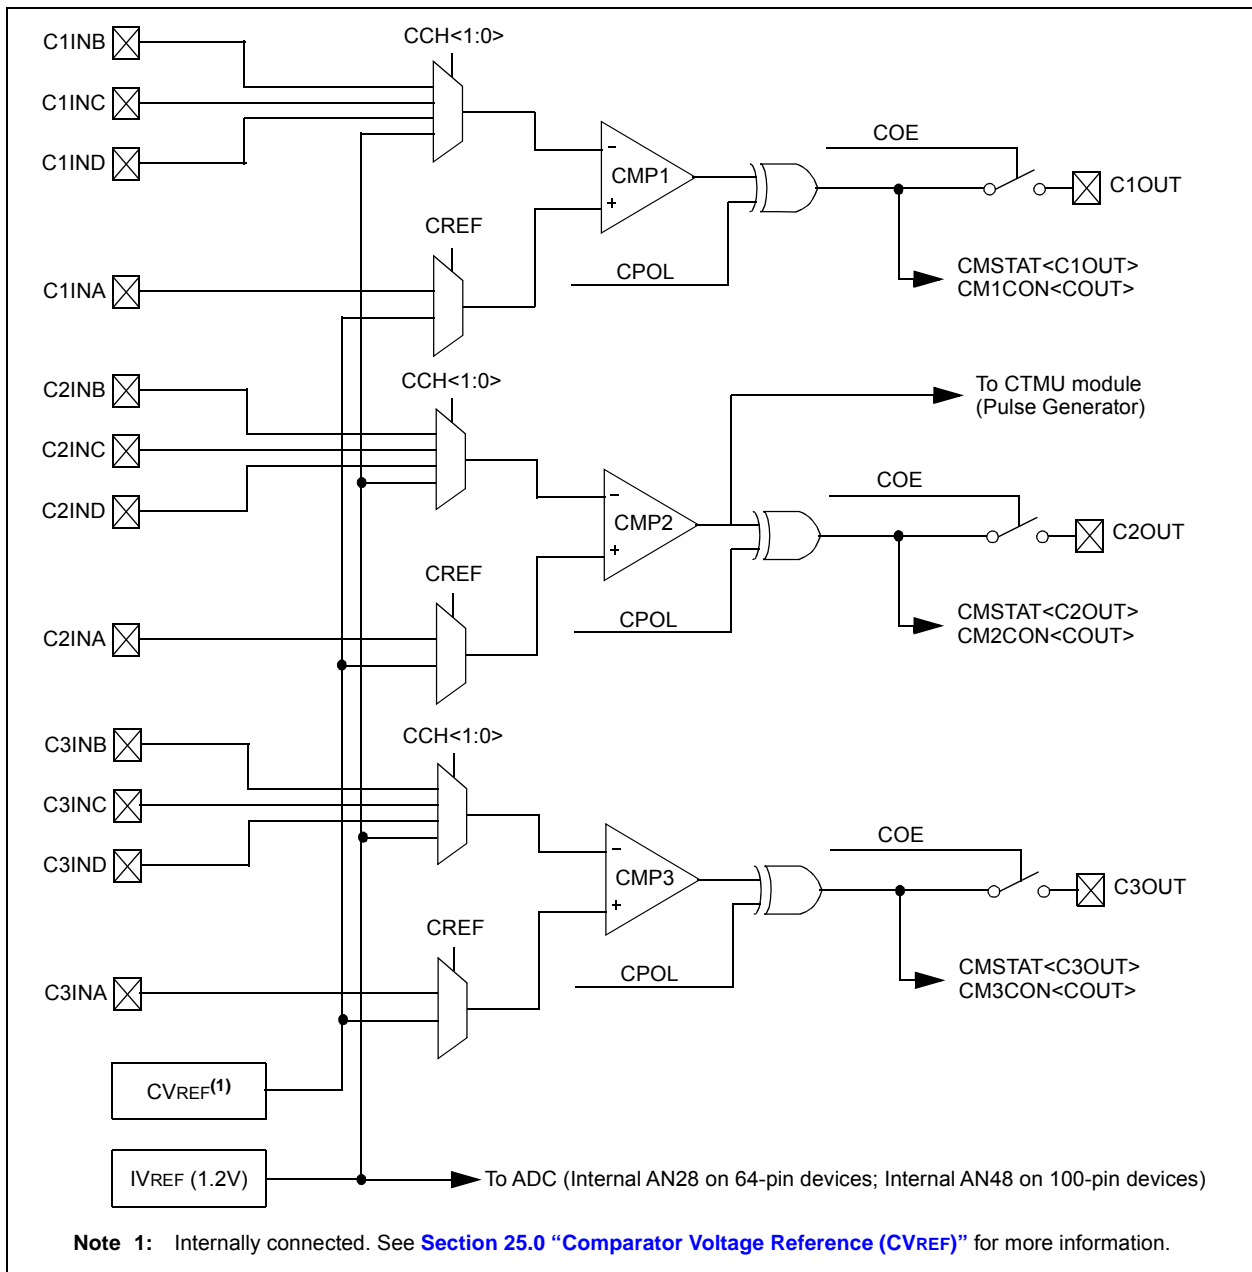 C1INB
CCH<1:0>
C1INC
C1IND
COE
−
CMP1
+
C1OUT
CREF
C1INA
CPOL
CMSTAT<C1OUT>
CM1CON<COUT>
C2INB
CCH<1:0>
To CTMU module
(Pulse Generator)
C2INC
C2IND
COE
−
CMP2
+
C2OUT
CREF
C2INA
CPOL
CMSTAT<C2OUT>
CM2CON<COUT>
C3INB
CCH<1:0>
C3INC
C3IND
COE
−
CMP3
+
C3OUT
CREF
C3INA
CPOL
CMSTAT<C3OUT>
CM3CON<COUT>
CVREF(1)
IVREF (1.2V)
To ADC (Internal AN28 on 64-pin devices; Internal AN48 on 100-pin devices)
Note 1: Internally connected. See Section 25.0 “Comparator Voltage Reference (CVREF)” for more information.